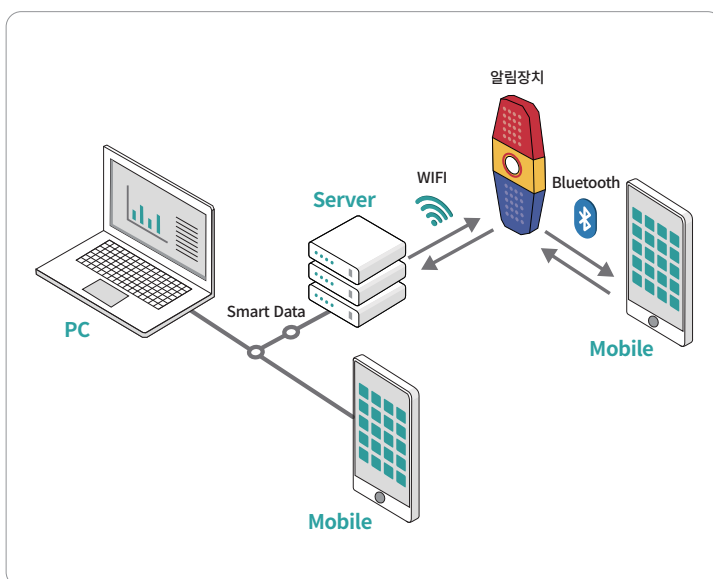 알림장치
WIFI
Bluetooth
Server
Smart Data
PC
Mobile
Mobile